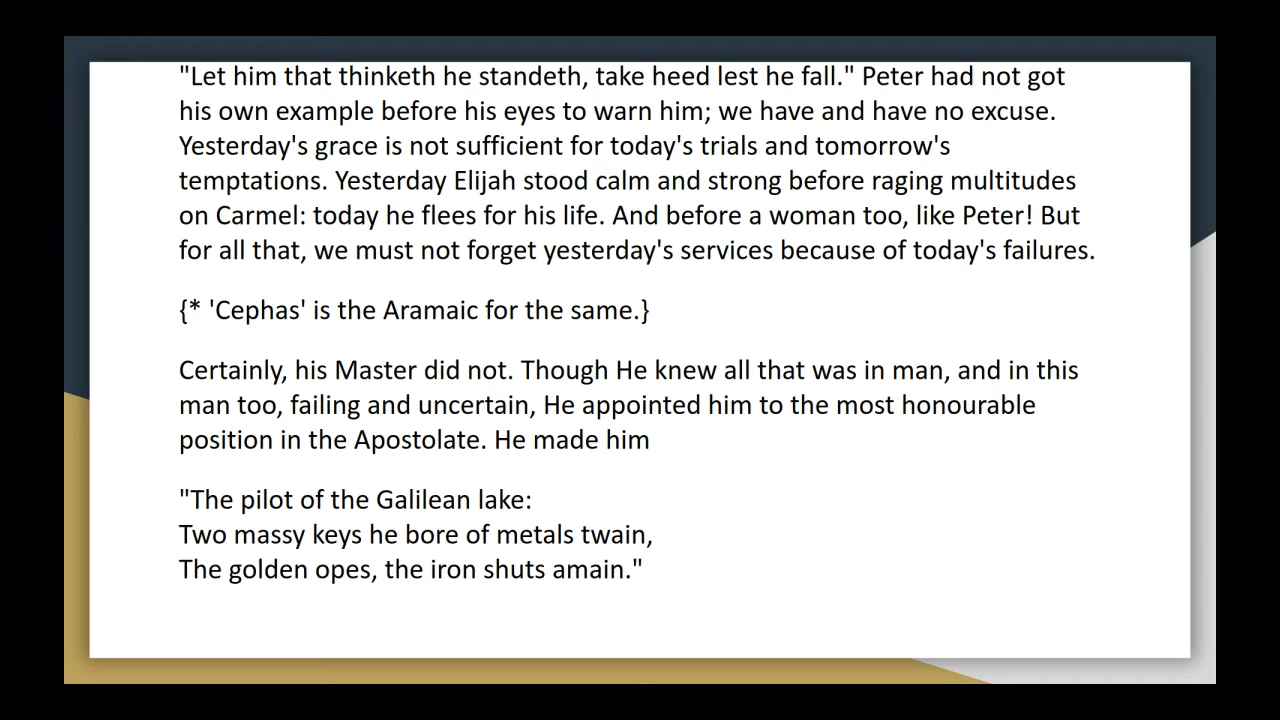 "Let him that thinketh he standeth, take heed lest he fall." Peter had not got
his own example before his eyes to warn him; we have and have no excuse.
Yesterday's grace is not sufficient for today's trials and tomorrow's
temptations. Yesterday Elijah stood calm and strong before raging multitudes
on Carmel: today he flees for his life. And before a woman too, like Peter! But
for all that, we must not forget yesterday's services because of today's failures.
{* 'Cephas' is the Aramaic for the same.}
Certainly, his Master did not. Though He knew all that was in man, and in this
man too, failing and uncertain, He appointed him to the most honourable
position in the Apostolate. He made him
"The pilot of the Galilean lake:
Two massy keys he bore of metals twain,
The golden opes, the iron shuts amain."